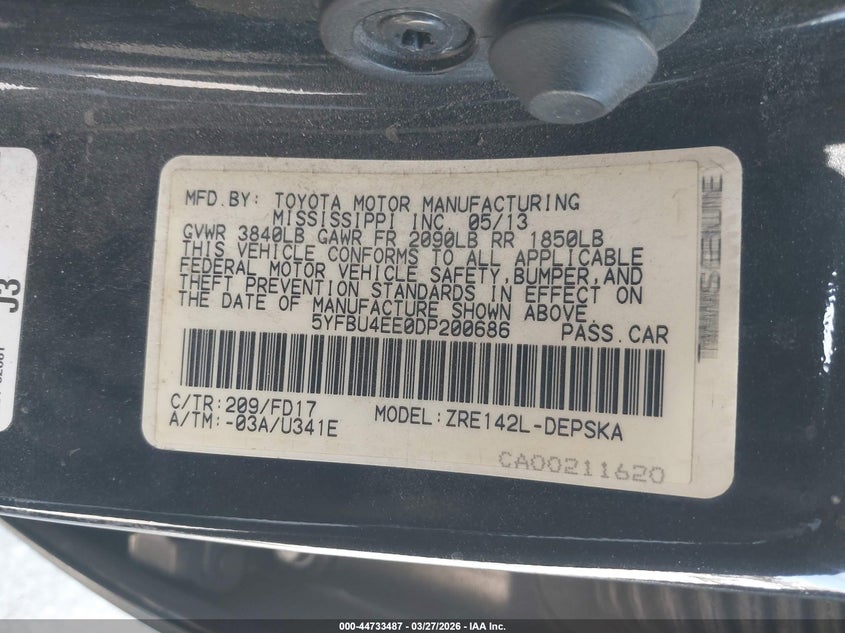 MFD.BY: TOYOTA MOTOR MANUFACTURING
MISSISSIPPI INC. 05/13
GVWR 3840LB GAWR FR 2090LB RR 1850LB
THIS VEHICLE CONFORMS TO ALL APPLICABLE
FEDERAL MOTOR VEHICLE SAFETY,BUMPER,AND
THEFT PREVENTION STANDARDS IN EFFECT ON
THE DATE OF MANUFACTURE SHOWN ABOVE.
5YFBU4EE0DP200686 PASS.CAR
C/TR:209/FD17 MODEL:ZRE142L-DEPSKA
A/TM:-03A/U341E
CA00211620
J3
000-44733487 - 03/27/2026 - IAA Inc.